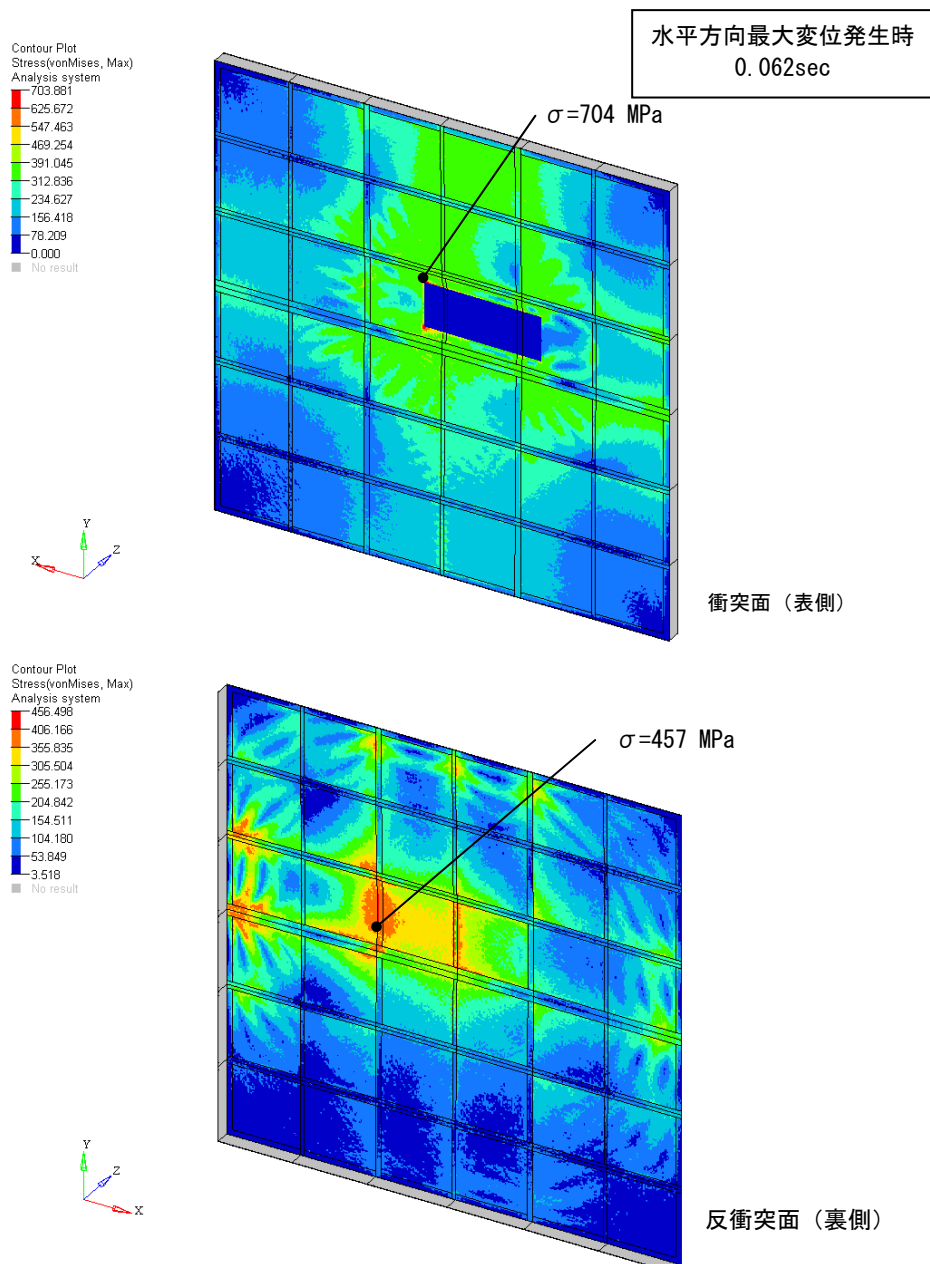 水平方向最大変位発生時
0.062sec
Contour Plot
Stress(vonMises, Max)
Analysis system
703.881
625.672
547.463
469.254
391.045
312.836
234.627
156.418
78.209
0.000
No result
σ=704 MPa
Y
Z
X
衝突面（表側）
Contour Plot
Stress(vonMises, Max)
Analysis system
456.498
406.166
355.835
305.504
255.173
204.842
154.511
104.180
53.849
3.518
No result
σ=457 MPa
Y
Z
X
反衝突面（裏側）